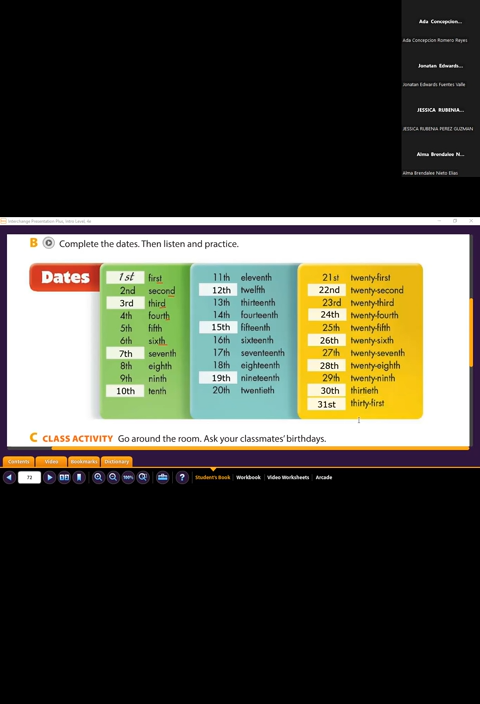 Ada Concepcion...
Ada Concepcion Romero Reyes
Jonatan Edwards...
Jonatan Edwards Fuentes Valle
JESSICA RUBENIA...
JESSICA RUBENIA PEREZ GUZMAN
Alma Brendalee N...
Alma Brendalee Nieto Elias
Interchange Presentation Plus, Intro Level, 4e
B Complete the dates. Then listen and practice.
Dates
1st first
2nd second
3rd third
4th fourth
5th fifth
6th sixth
7th seventh
8th eighth
9th ninth
10th tenth
11th eleventh
12th twelfth
13th thirteenth
14th fourteenth
15th fifteenth
16th sixteenth
17th seventeenth
18th eighteenth
19th nineteenth
20th twentieth
21st twenty-first
22nd twenty-second
23rd twenty-third
24th twenty-fourth
25th twenty-fifth
26th twenty-sixth
27th twenty-seventh
28th twenty-eighth
29th twenty-ninth
30th thirtieth
31st thirty-first
C CLASS ACTIVITY Go around the room. Ask your classmates' birthdays.
Contents Video Bookmarks Dictionary
72 100% ? Student's Book Workbook Video Worksheets Arcade